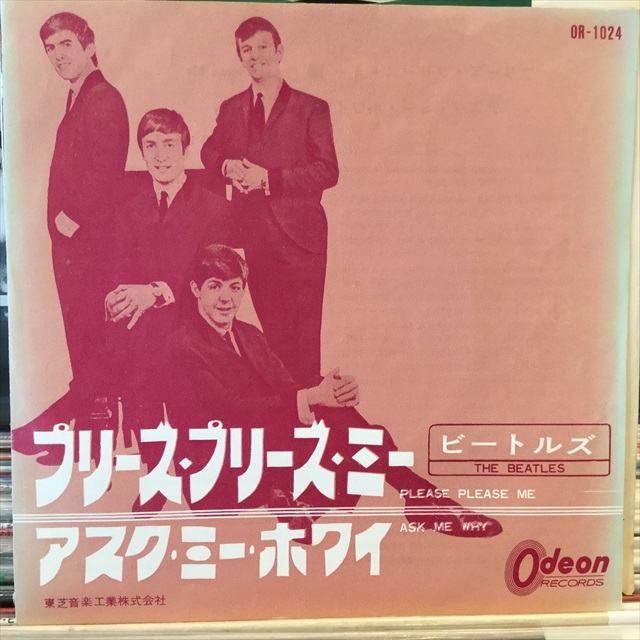 OR-1024
プリーズ・プリーズ・ミー
ビートルズ
THE BEATLES
PLEASE PLEASE ME
アスク・ミー・ホワイ
ASK ME WHY
Odeon
RECORDS
東芝音楽工業株式会社